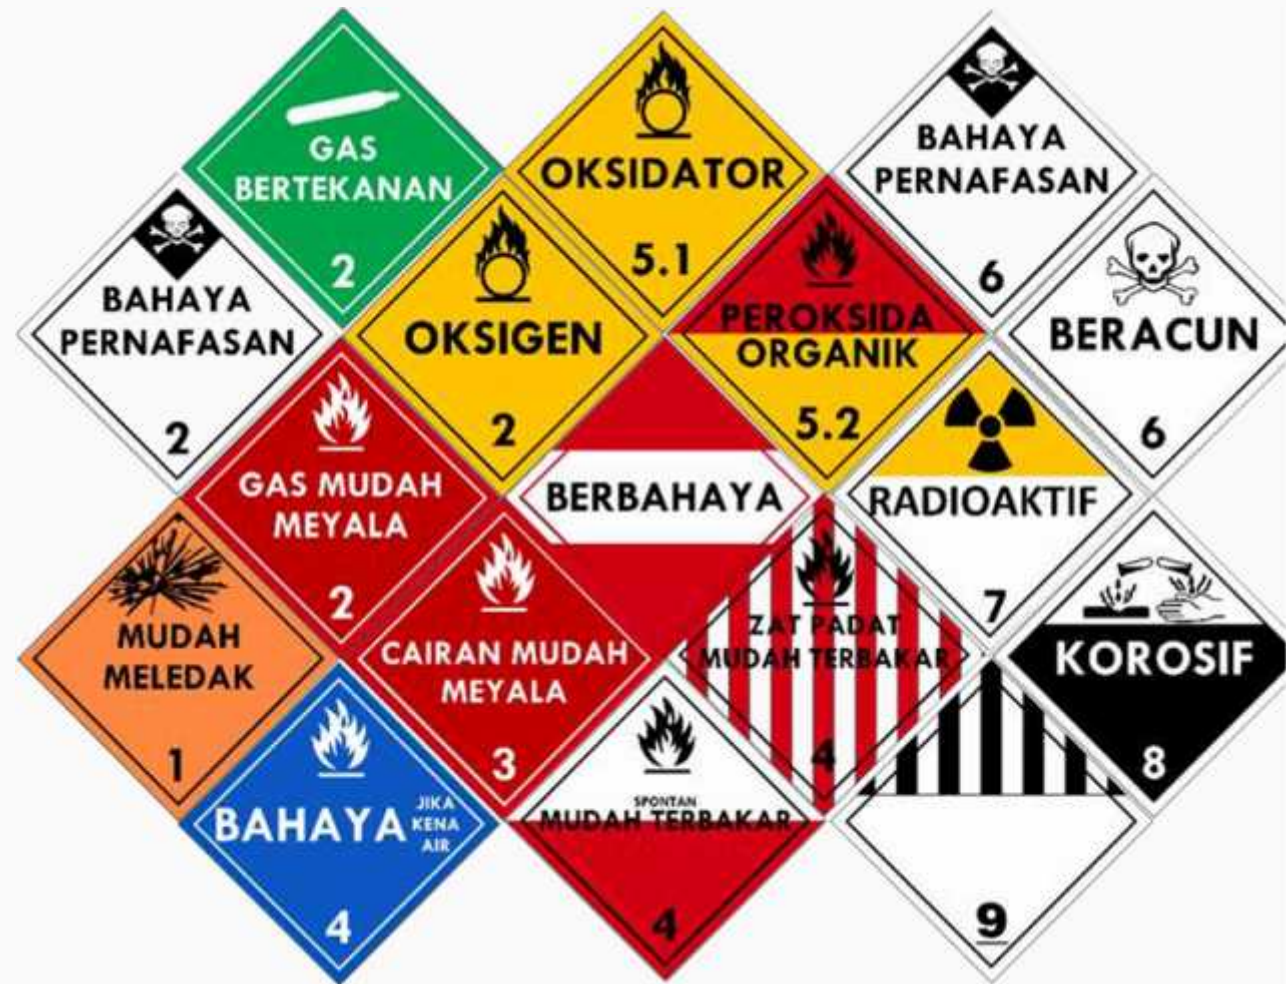 GAS
BERTEKANAN
2
OKSIDATOR
5.1
BAHAYA
PERNAFASAN
6
BAHAYA
PERNAFASAN
2
OKSIGEN
2
PEROKSIDA
ORGANIK
5.2
BERACUN
6
GAS MUDAH
MEYALA
2
BERBAHAYA
RADIOAKTIF
7
MUDAH
MELEDAK
1
CAIRAN MUDAH
MEYALA
3
ZAT PADAT
MUDAH TERBAKAR
4
KOROSIF
8
BAHAYA
JIKA
KENA
AIR
4
SPONTAN
MUDAH TERBAKAR
4
9